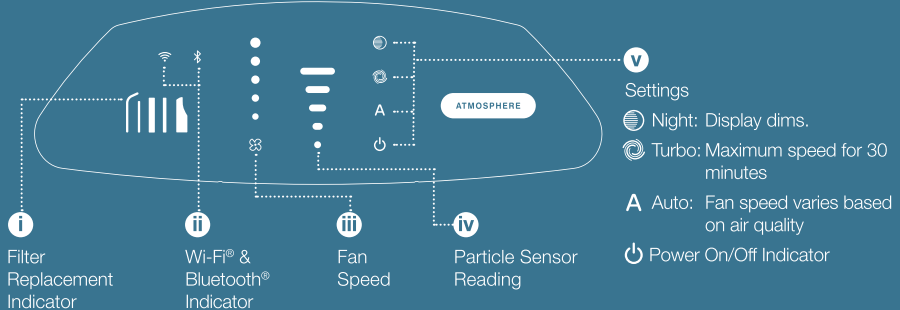 A
ATMOSPHERE
i
Filter
Replacement
Indicator
ii
Wi-Fi® &
Bluetooth®
Indicator
iii
Fan
Speed
iv
Particle Sensor
Reading
v
Settings
Night: Display dims.
Turbo: Maximum speed for 30
minutes
A Auto: Fan speed varies based
on air quality
Power On/Off Indicator